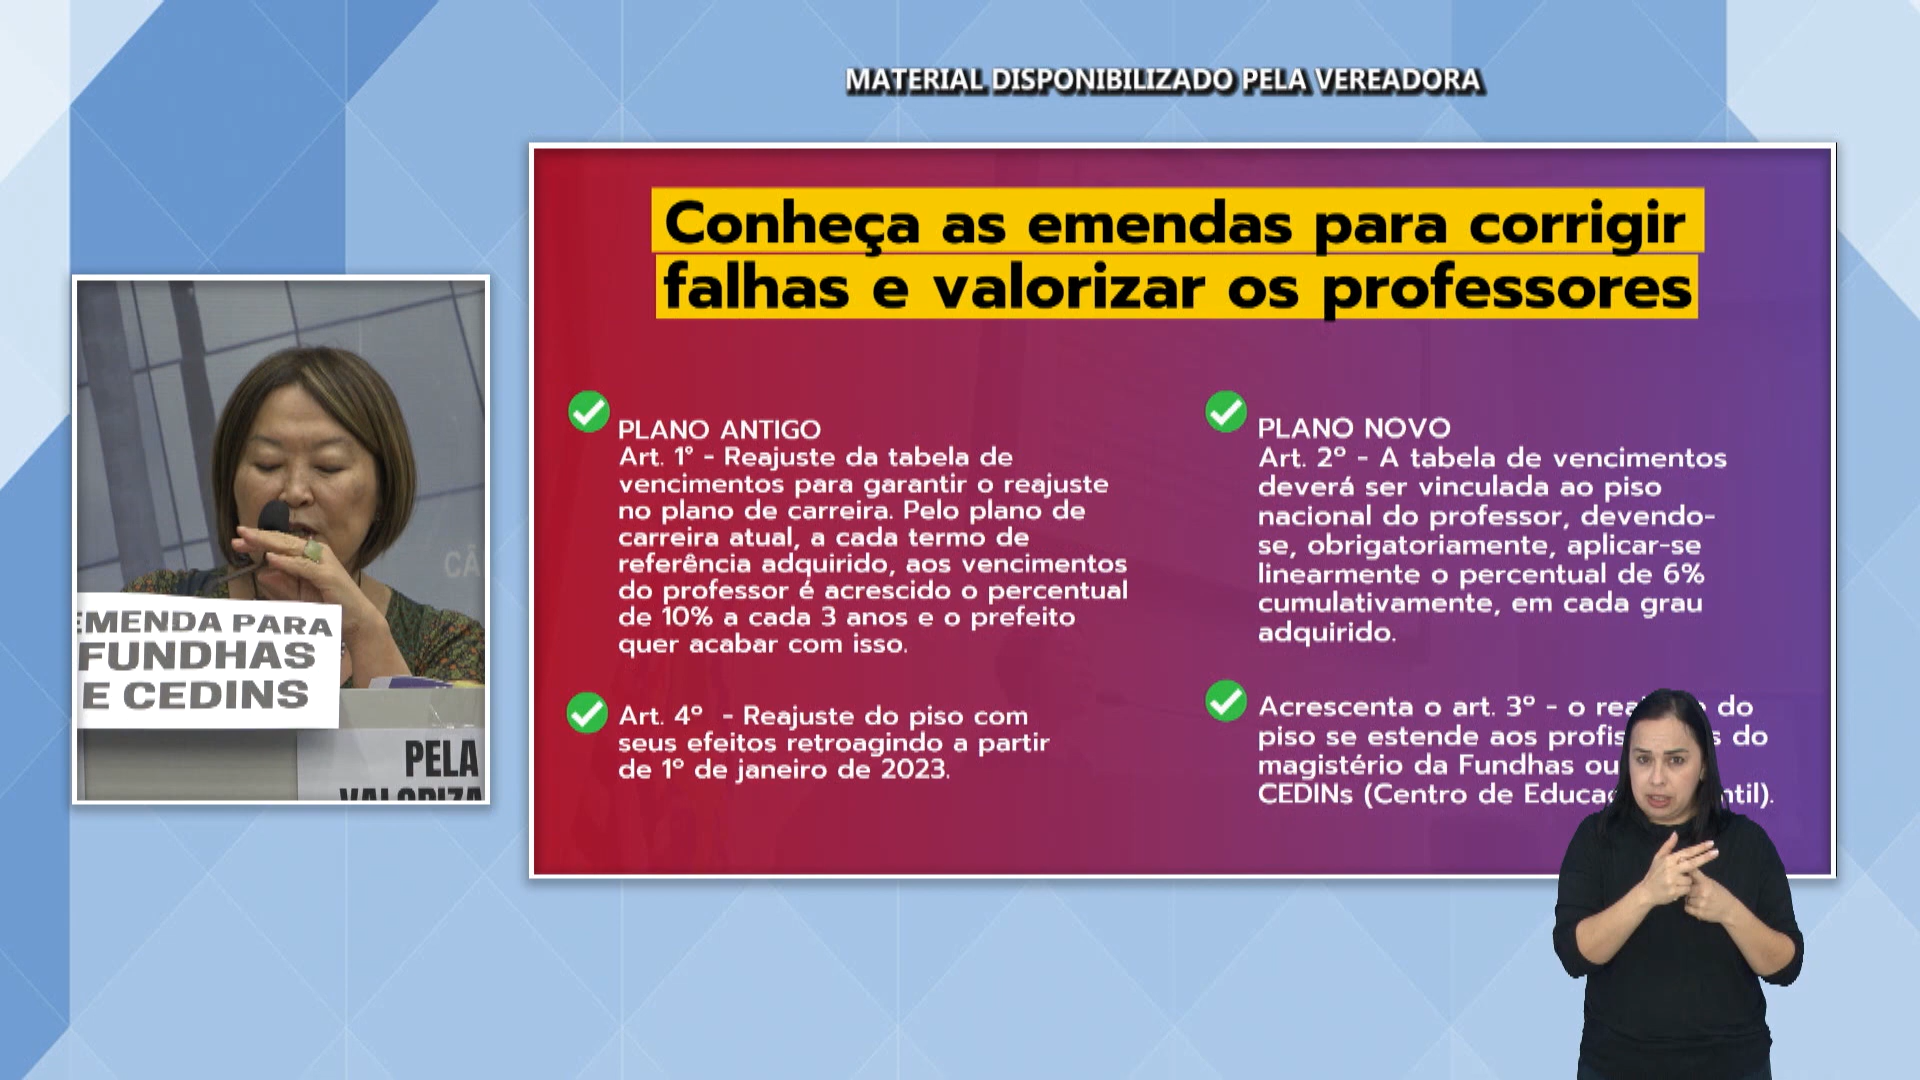 MATERIAL DISPONIBILIZADO PELA VEREADORA
Conheça as emendas para corrigir
falhas e valorizar os professores
PLANO ANTIGO
Art. 1° - Reajuste da tabela de
vencimentos para garantir o reajuste
no plano de carreira. Pelo plano de
carreira atual, a cada termo de
referência adquirido, aos vencimentos
do professor é acrescido o percentual
de 10% a cada 3 anos e o prefeito
quer acabar com isso.
Art. 4º - Reajuste do piso com
seus efeitos retroagindo a partir
de 1º de janeiro de 2023.
PLANO NOVO
Art. 2º - A tabela de vencimentos
deverá ser vinculada ao piso
nacional do professor, devendo-
se, obrigatoriamente, aplicar-se
linearmente o percentual de 6%
cumulativamente, em cada grau
adquirido.
Acrescenta o art. 3º - o do
piso se estende aos do
magistério da Fundhas ou
CEDINs (Centro de
EMENDA PARA
FUNDHAS
E CEDINS
PELA